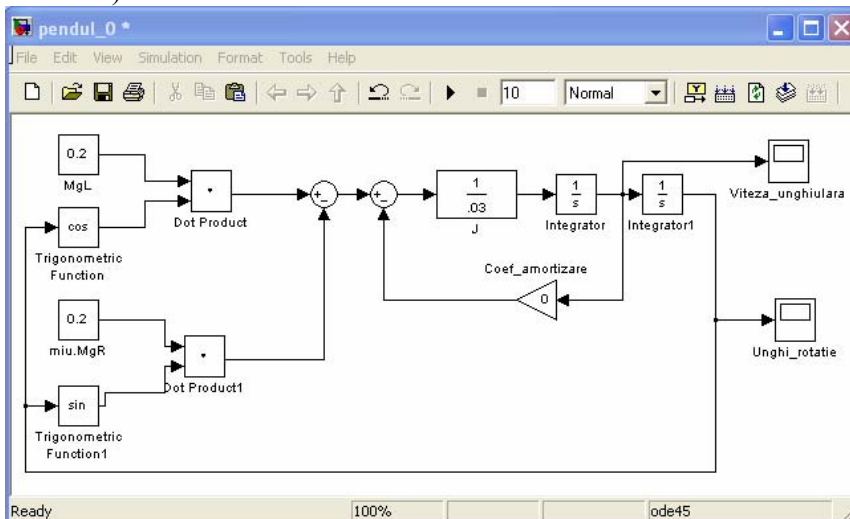 pendul_0 *
File Edit View Simulation Format Tools Help
10 Normal
0.2
MgL
cos
Trigonometric
Function
Dot Product
+_
+_
1
.03
J
1
s
Integrator
1
s
Integrator1
Viteza_unghiulara
Coef_amortizare
0
0.2
miu.MgR
sin
Trigonometric
Function1
Dot Product1
Unghi_rotatie
Ready 100% ode45